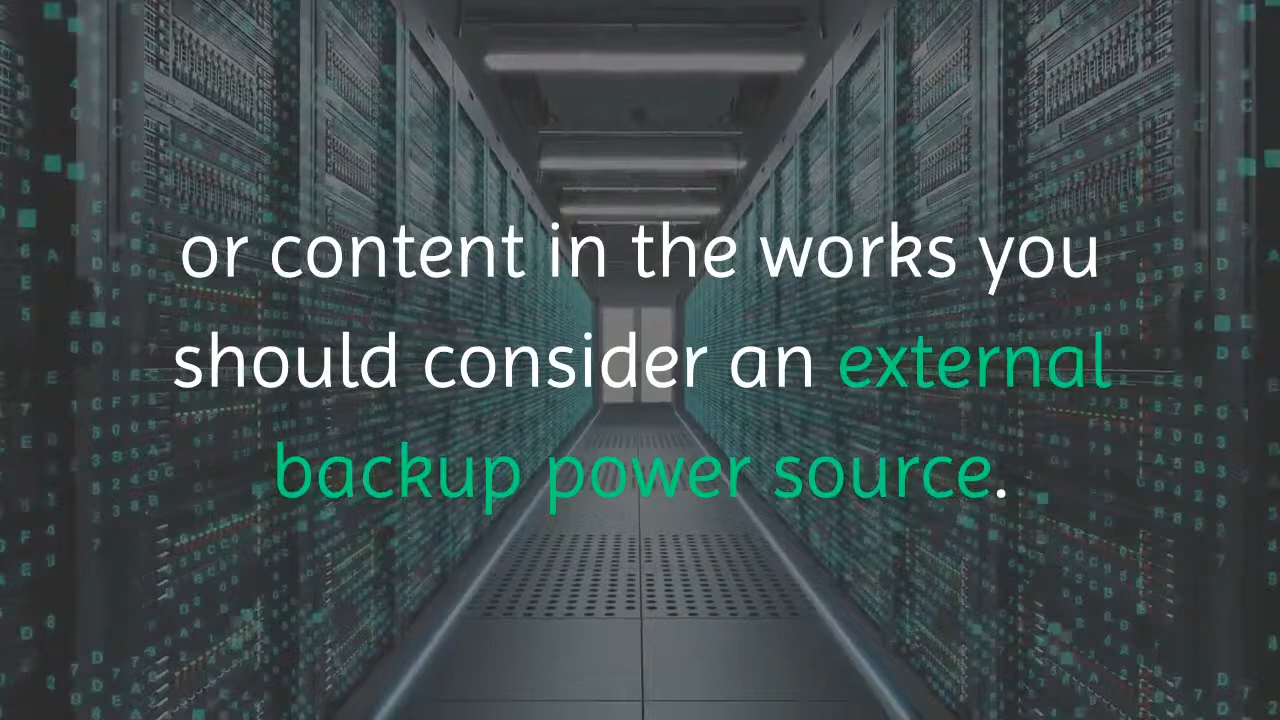 or content in the works you
should consider an external
backup power source.